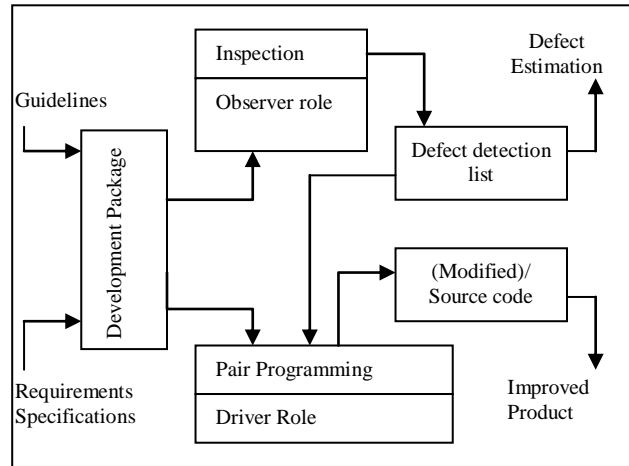 Guidelines
Requirements
Specifications
Development Package
Inspection
Observer role
Pair Programming
Driver Role
Defect
Estimation
Defect detection
list
(Modified)/
Source code
Improved
Product